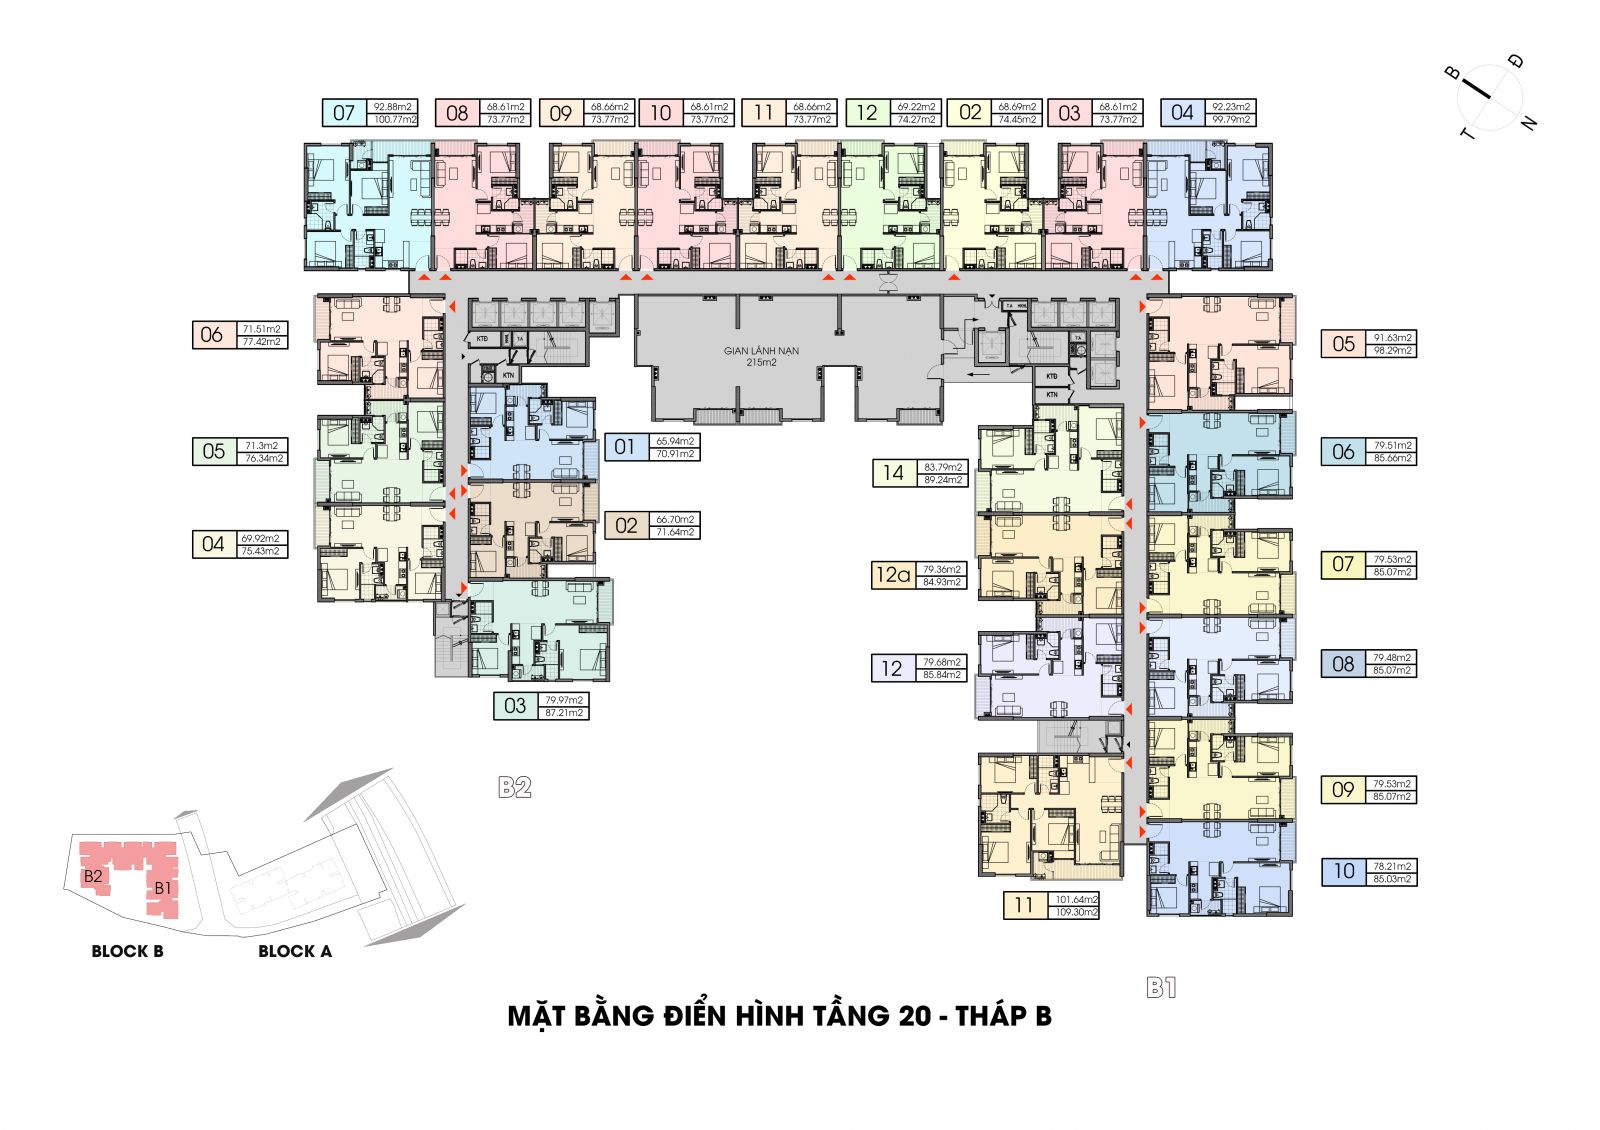 B
Đ
T
N
07 92.88m2
100.77m2
08 68.61m2
73.77m2
09 68.66m2
73.77m2
10 68.61m2
73.77m2
11 68.66m2
73.77m2
12 69.22m2
74.27m2
02 68.69m2
74.45m2
03 68.61m2
73.77m2
04 92.23m2
99.79m2
06 71.51m2
77.42m2
05 71.3m2
76.34m2
04 69.92m2
75.43m2
KTĐ
T.A
KTN
GIAN LÁNH NẠN
215m2
T.A
T.A
KTĐ
KTN
01 65.94m2
70.91m2
02 66.70m2
71.64m2
03 79.97m2
87.21m2
14 83.79m2
89.24m2
12a 79.36m2
84.93m2
12 79.68m2
85.84m2
11 101.64m2
109.30m2
05 91.63m2
98.29m2
06 79.51m2
85.66m2
07 79.53m2
85.07m2
08 79.48m2
85.07m2
09 79.53m2
85.07m2
10 78.21m2
85.03m2
B2
B1
B2
B1
BLOCK B
BLOCK A
MẶT BẰNG ĐIỂN HÌNH TẦNG 20 - THÁP B